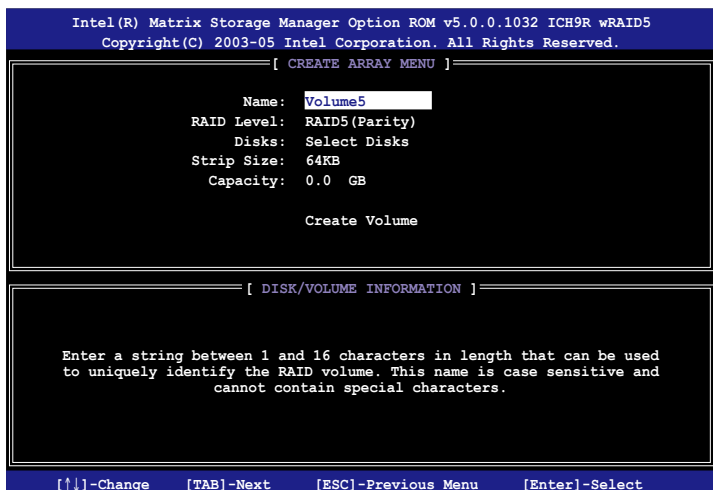 Intel(R) Matrix Storage Manager Option ROM v5.0.0.1032 ICH9R wRAID5
Copyright(C) 2003-05 Intel Corporation. All Rights Reserved.
[ CREATE ARRAY MENU ]
Name: Volume5
RAID Level: RAID5(Parity)
Disks: Select Disks
Strip Size: 64KB
Capacity: 0.0 GB
Create Volume
[ DISK/VOLUME INFORMATION ]
Enter a string between 1 and 16 characters in length that can be used
to uniquely identify the RAID volume. This name is case sensitive and
cannot contain special characters.
[↑↓]-Change [TAB]-Next [ESC]-Previous Menu [Enter]-Select